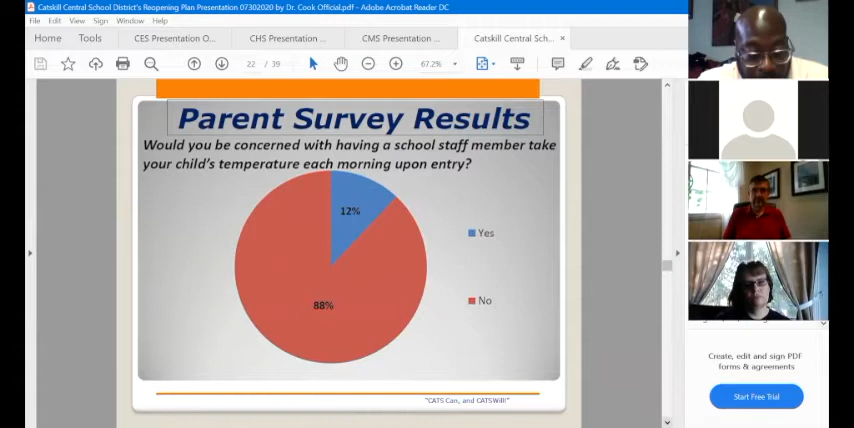 Catskill Central School District's Reopening Plan Presentation 07302020 by Dr. Cook Official.pdf - Adobe Acrobat Reader DC
File Edit View Sign Window Help
Home Tools CES Presentation O... CHS Presentation ... CMS Presentation ... Catskill Central Sch... ×
22 / 39 67.2%
Parent Survey Results
Would you be concerned with having a school staff member take
your child's temperature each morning upon entry?
12%
Yes
88%
No
"CATS Can, and CATS Will!"
Create, edit and sign PDF
forms & agreements
Start Free Trial